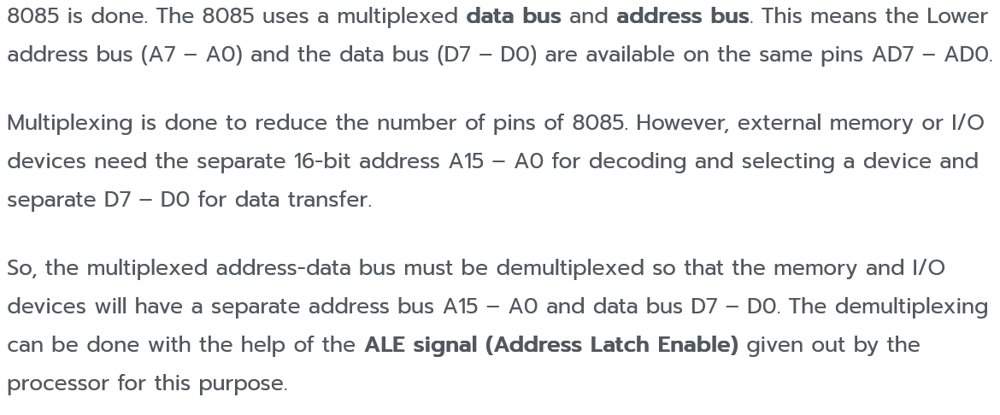 8085 is done. The 8085 uses a multiplexed data bus and address bus. This means the Lower
address bus (A7 – A0) and the data bus (D7 – D0) are available on the same pins AD7 – AD0.
Multiplexing is done to reduce the number of pins of 8085. However, external memory or I/O
devices need the separate 16-bit address A15 – A0 for decoding and selecting a device and
separate D7 – D0 for data transfer.
So, the multiplexed address-data bus must be demultiplexed so that the memory and I/O
devices will have a separate address bus A15 – A0 and data bus D7 – D0. The demultiplexing
can be done with the help of the ALE signal (Address Latch Enable) given out by the
processor for this purpose.